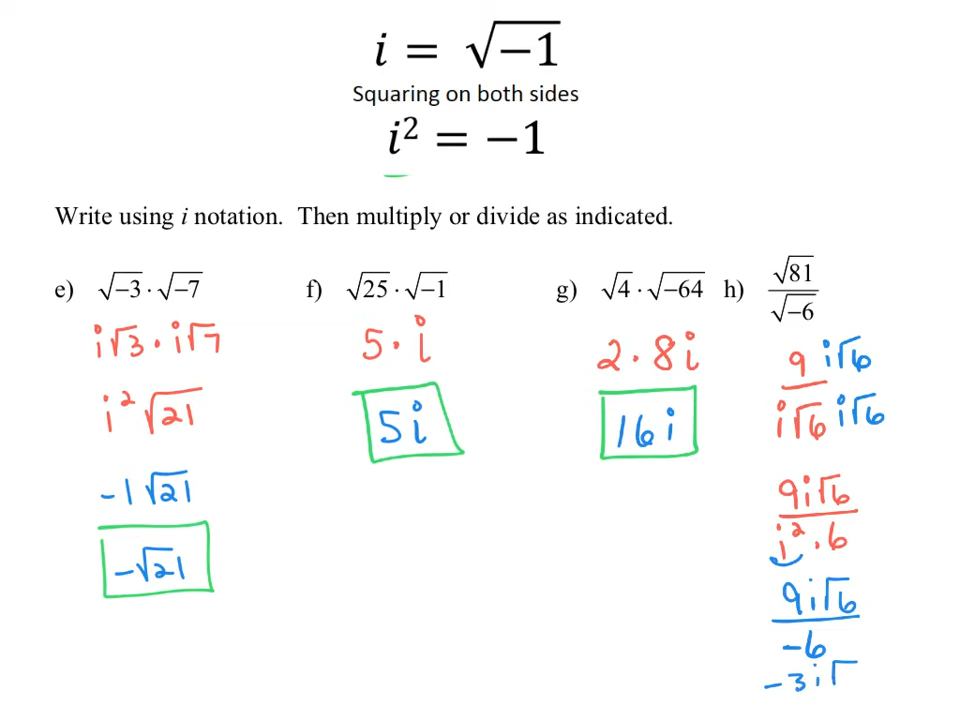 i = √−1
Squaring on both sides
i² = −1
Write using i notation. Then multiply or divide as indicated.
e) √−3 · √−7
i√3 · i√7
i² √21
-1 √21
-√21
f) √25 · √−1
5 · i
5i
g) √4 · √−64
2 · 8i
16i
h) √81 / √−6
9 i√6 / i√6 i√6
9i√6 / i² · 6
9i√6 / -6
-3i√